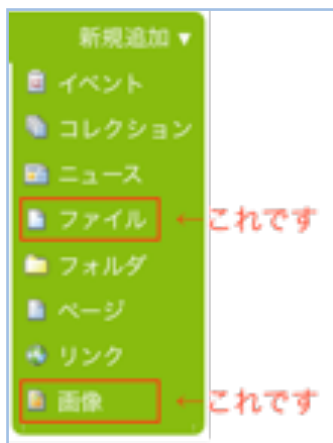 新規追加▼
イベント
コレクション
ニュース
ファイル ←これです
フォルダ
ページ
リンク
画像 ←これです